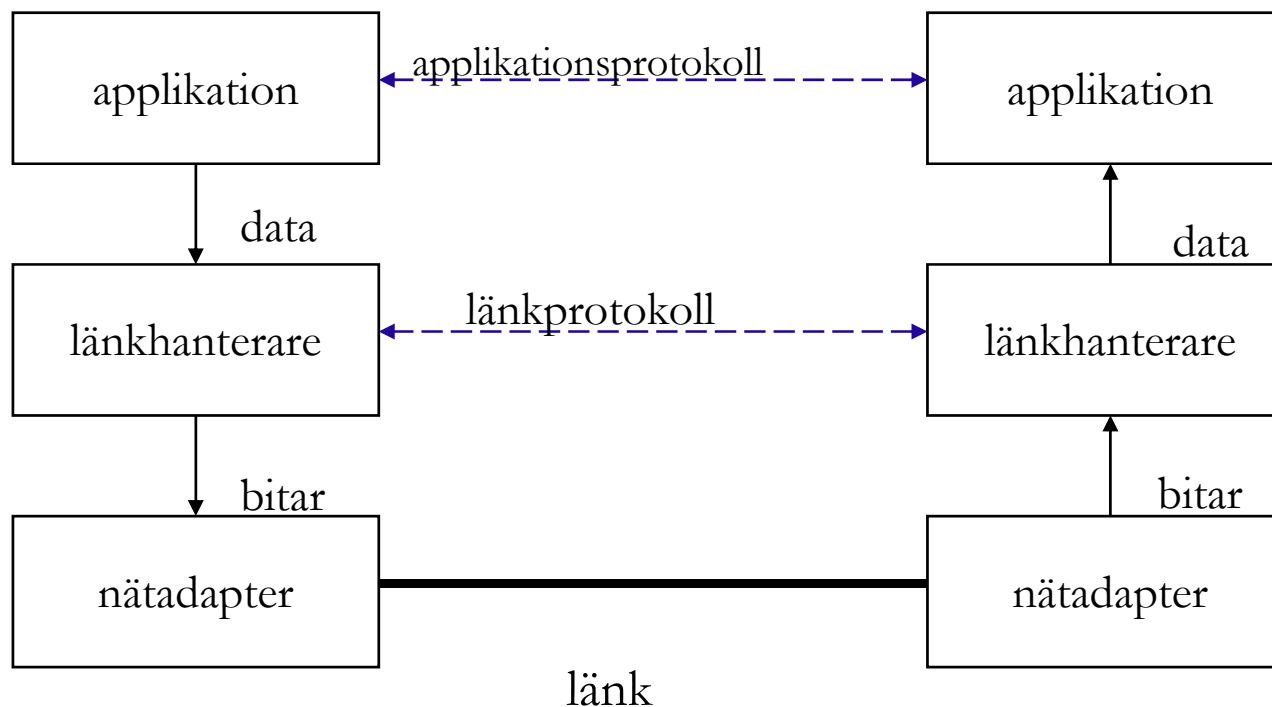 applikation
applikationsprotokoll
applikation
data
data
länkhanterare
länkprotokoll
länkhanterare
bitar
bitar
nätadapter
nätadapter
länk